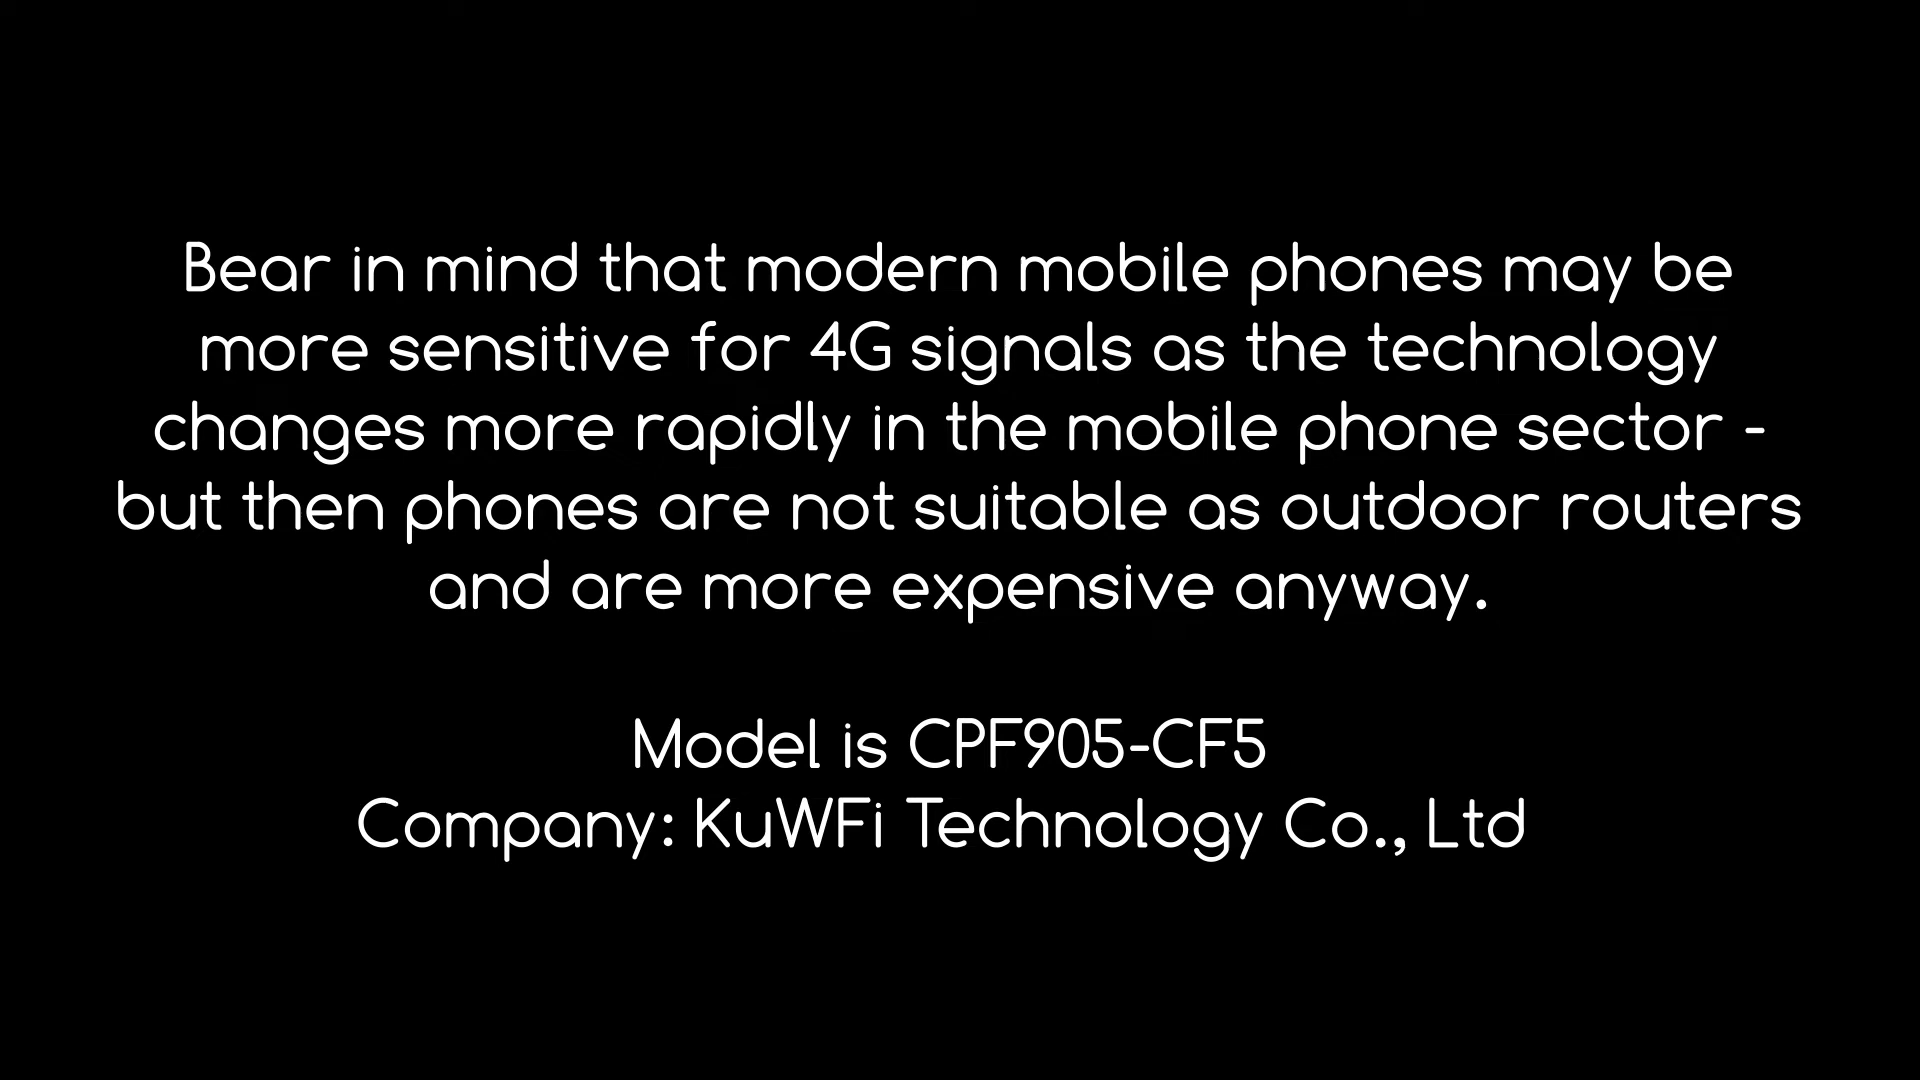 Bear in mind that modern mobile phones may be
more sensitive for 4G signals as the technology
changes more rapidly in the mobile phone sector -
but then phones are not suitable as outdoor routers
and are more expensive anyway.
Model is CPF905-CF5
Company: KuWFi Technology Co., Ltd